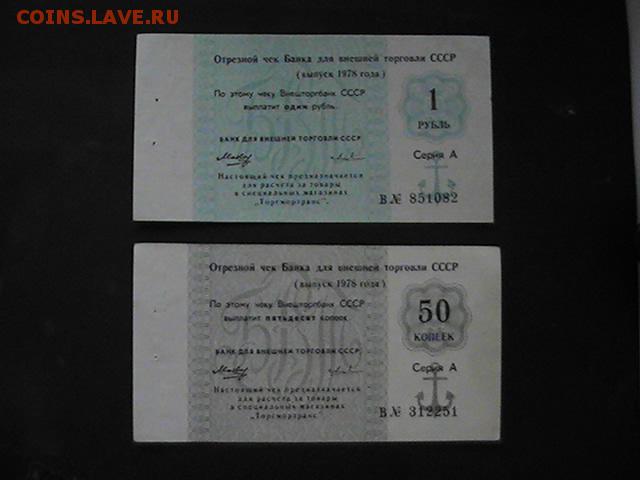 COINS.LAVE.RU
Отрезной чек Банка для внешней торговли СССР
(выпуск 1978 года)
По этому чеку Внешторгбанк СССР
выплатит один рубль.
БАНК ДЛЯ ВНЕШНЕЙ ТОРГОВЛИ СССР
Настоящий чек предназначается
для расчета за товары
в специальных магазинах
„Торгмортранс".
1
РУБЛЬ
Серия А
В№ 851082
Отрезной чек Банка для внешней торговли СССР
(выпуск 1978 года)
По этому чеку Внешторгбанк СССР
выплатит пятьдесят копеек
БАНК ДЛЯ ВНЕШНЕЙ ТОРГОВЛИ СССР
Настоящий чек предназначается
для расчета за товары
в специальных магазинах
„Торгмортранс".
50
КОПЕЕК
Серия А
В№ 312251